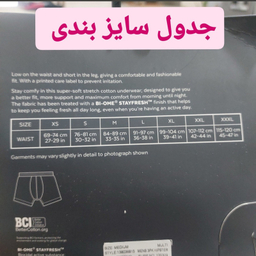 جدول سایز بندی
Low on the waist and short in the leg, giving a comfortable and fashionable
fit. With a printed care label to prevent irritation.
Stay comfy in this super-soft stretch cotton underwear, designed to give you
a better fit, more support and maximum comfort from morning until night.
The fabric has been treated with a BI-OME® STAYFRESH™ finish that helps
to keep you feeling fresh all day long, even when you're having an active day.
SIZE XS S M L XL XXL XXXL
WAIST 69-74 cm 76-81 cm 84-89 cm 91-97 cm 99-104 cm 107-112 cm 115-120 cm
27-29 in 30-32 in 33-35 in 36-38 in 39-41 in 42-44 in 45-47 in
Garments may vary slightly in detail to photograph shown
BCI
BetterCotton.org
BI-OME® STAYFRESH™